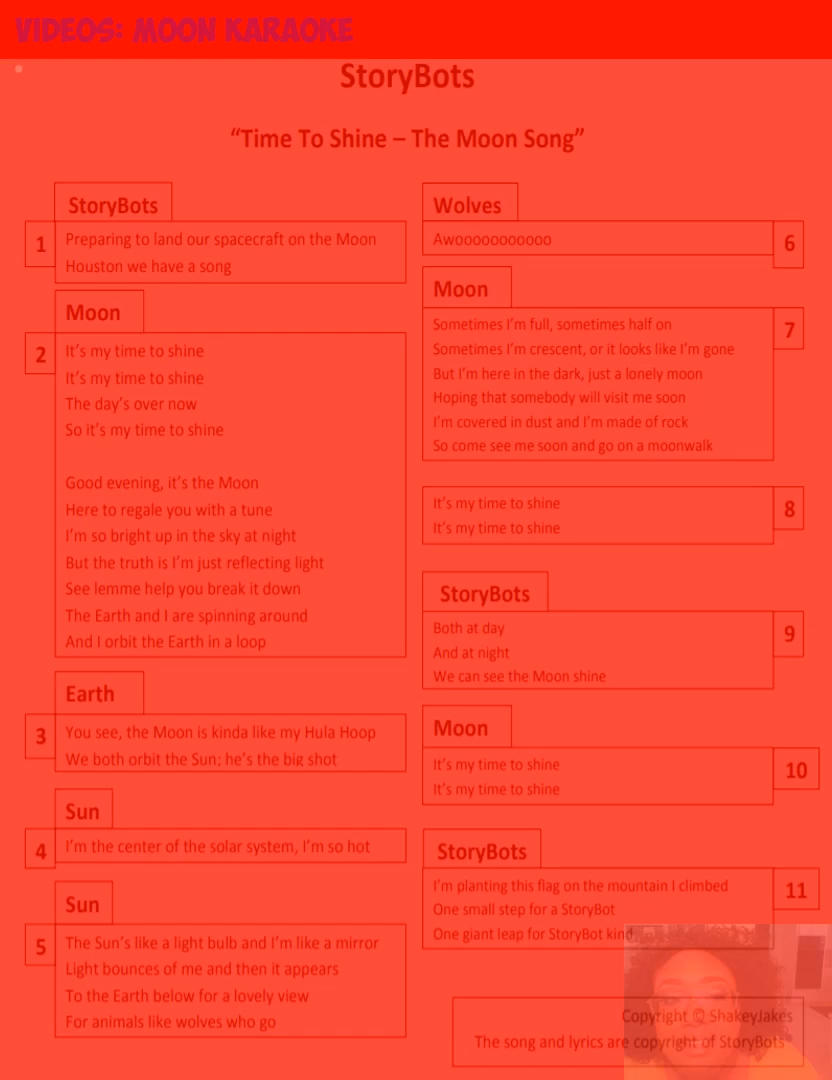 VIDEOS: MOON KARAOKE
StoryBots
“Time To Shine – The Moon Song”
StoryBots
1
Preparing to land our spacecraft on the Moon
Houston we have a song
Moon
2
It’s my time to shine
It’s my time to shine
The day’s over now
So it’s my time to shine
Good evening, it’s the Moon
Here to regale you with a tune
I’m so bright up in the sky at night
But the truth is I’m just reflecting light
See lemme help you break it down
The Earth and I are spinning around
And I orbit the Earth in a loop
Earth
3
You see, the Moon is kinda like my Hula Hoop
We both orbit the Sun; he’s the big shot
Sun
4
I’m the center of the solar system, I’m so hot
Sun
5
The Sun’s like a light bulb and I’m like a mirror
Light bounces of me and then it appears
To the Earth below for a lovely view
For animals like wolves who go
Wolves
Awooooooooooo
6
Moon
7
Sometimes I’m full, sometimes half on
Sometimes I’m crescent, or it looks like I’m gone
But I’m here in the dark, just a lonely moon
Hoping that somebody will visit me soon
I’m covered in dust and I’m made of rock
So come see me soon and go on a moonwalk
It’s my time to shine
8
It’s my time to shine
StoryBots
Both at day
9
And at night
We can see the Moon shine
Moon
It’s my time to shine
10
It’s my time to shine
StoryBots
I’m planting this flag on the mountain I climbed
11
One small step for a StoryBot
One giant leap for StoryBot kind
Copyright © ShakeyJakes
The song and lyrics are copyright of StoryBots